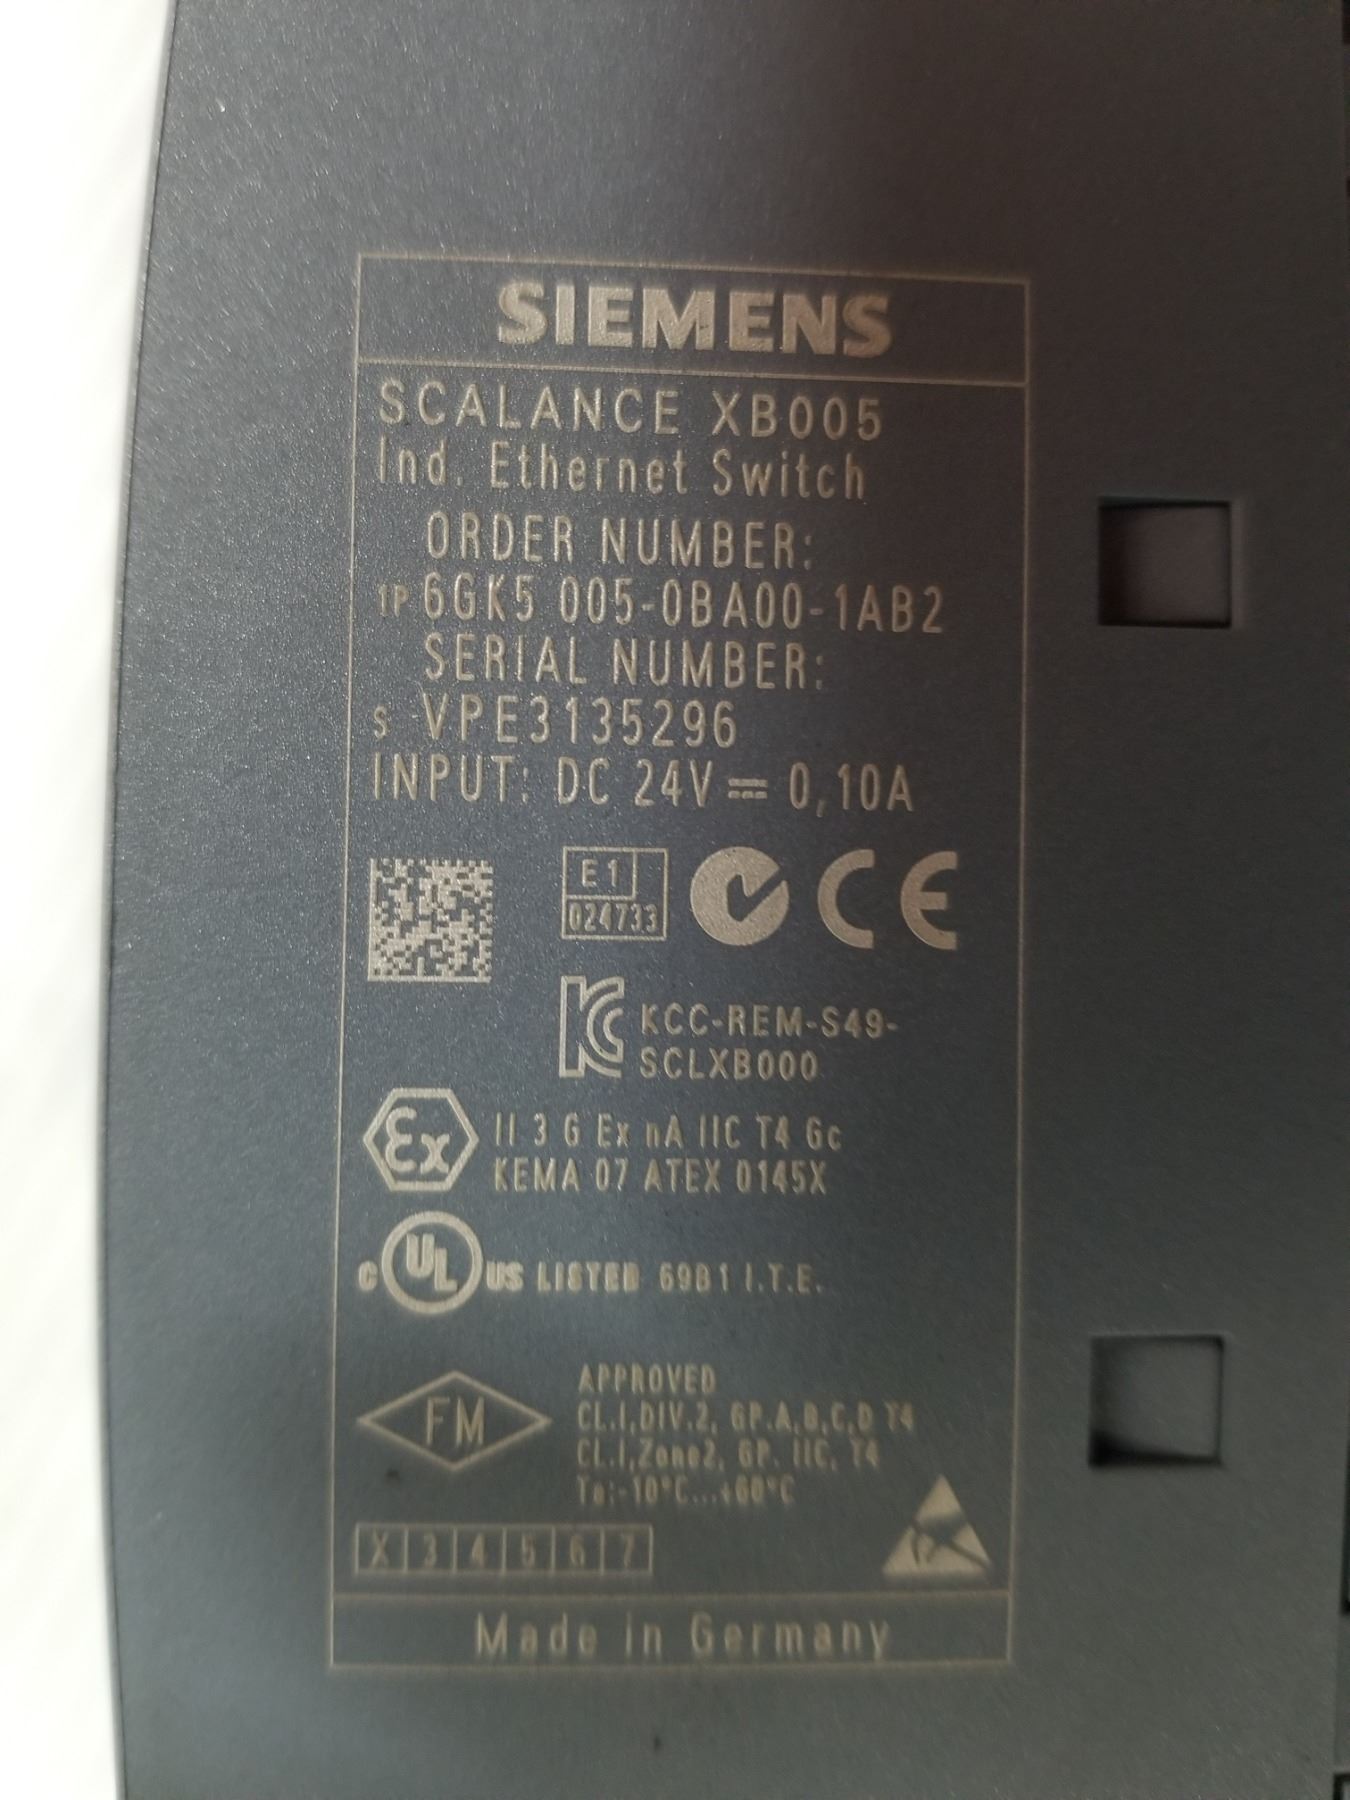 SIEMENS
SCALANCE XB005
Ind. Ethernet Switch
ORDER NUMBER:
1P 6GK5 005-0BA00-1AB2
SERIAL NUMBER:
S VPE3135296
INPUT: DC 24V⎓ 0,10A
E1
024733
CE
KC KCC-REM-S49-
SCLXB000
Ex II 3 G Ex nA IIC T4 Gc
KEMA 07 ATEX 0145X
C UL US LISTED 69B1 I.T.E.
APPROVED
FM CL.I,DIV.2, GP.A,B,C,D T4
CL.I,Zone2, GP. IIC, T4
Ta:-10°C...+60°C
X 3 4 5 6 7
Made in Germany